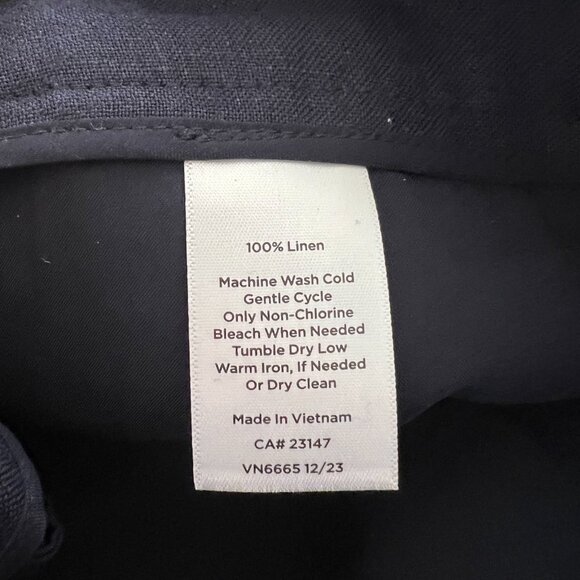 100% Linen
Machine Wash Cold
Gentle Cycle
Only Non-Chlorine
Bleach When Needed
Tumble Dry Low
Warm Iron, If Needed
Or Dry Clean
Made In Vietnam
CA# 23147
VN6665 12/23